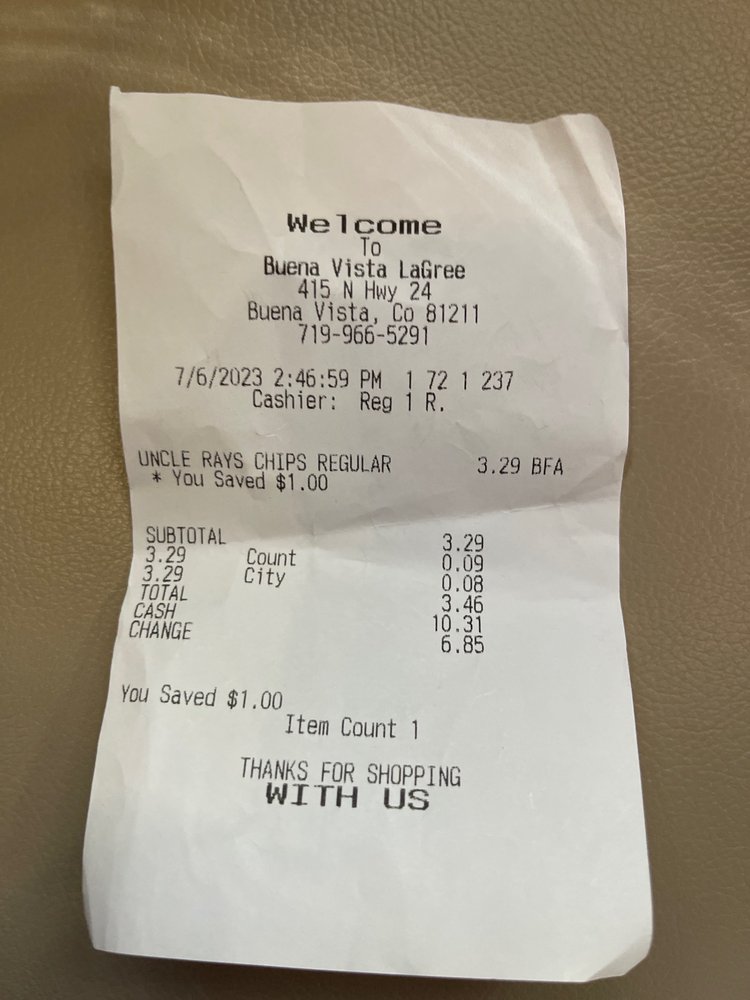 Welcome
To
Buena Vista LaGree
415 N Hwy 24
Buena Vista, Co 81211
719-966-5291
7/6/2023 2:46:59 PM 1 72 1 237
Cashier: Reg 1 R.
UNCLE RAYS CHIPS REGULAR 3.29 BFA
* You Saved $1.00
SUBTOTAL 3.29
3.29 Count 0.09
3.29 City 0.08
TOTAL 3.46
CASH 10.31
CHANGE 6.85
You Saved $1.00
Item Count 1
THANKS FOR SHOPPING
WITH US